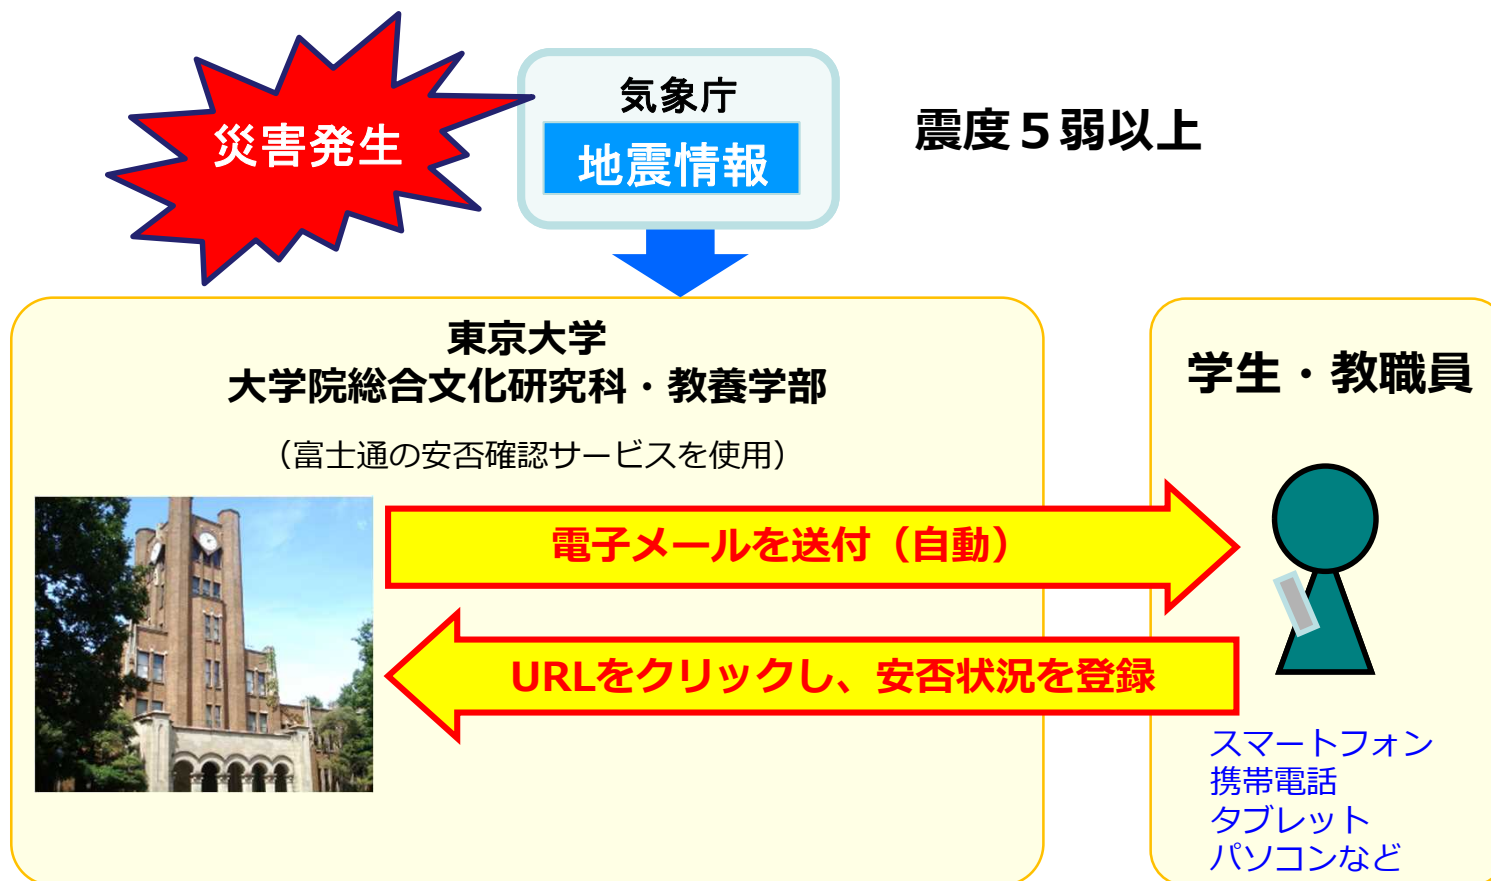 災害発生
気象庁
地震情報
震度５弱以上
東京大学
大学院総合文化研究科・教養学部
（富士通の安否確認サービスを使用）
学生・教職員
電子メールを送付（自動）
URLをクリックし、安否状況を登録
スマートフォン
携帯電話
タブレット
パソコンなど